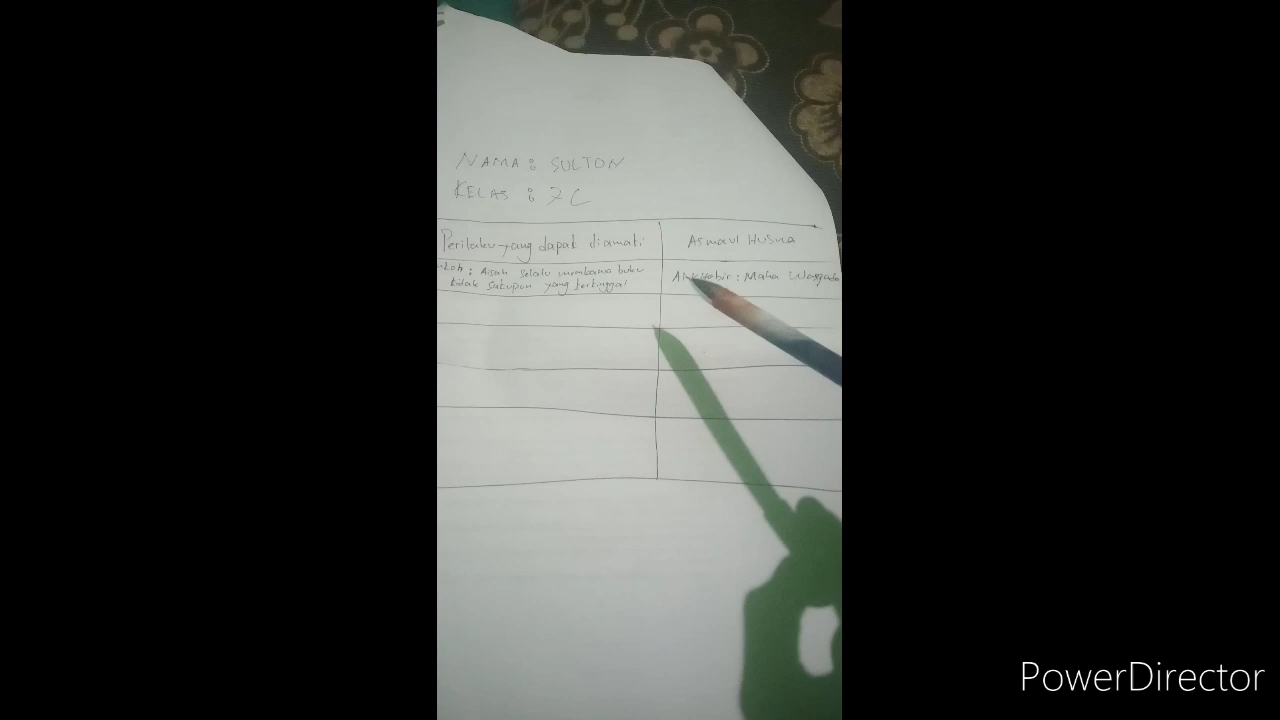 NAMA : SULTON
KELAS : 7C
Perilaku yang dapat diamati
Asmaul Husna
: Aisah selalu membawa buku
tidak satupun yang tertinggal
: Maha
PowerDirector